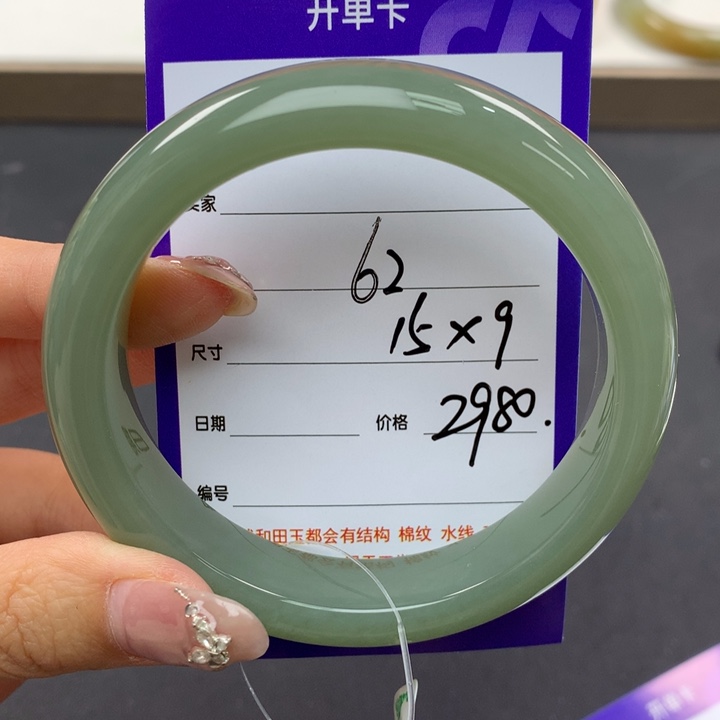 开单卡
卖家
62
尺寸 15×9
日期 价格 2980.
编号
和田玉都会有结构 棉纹 水线